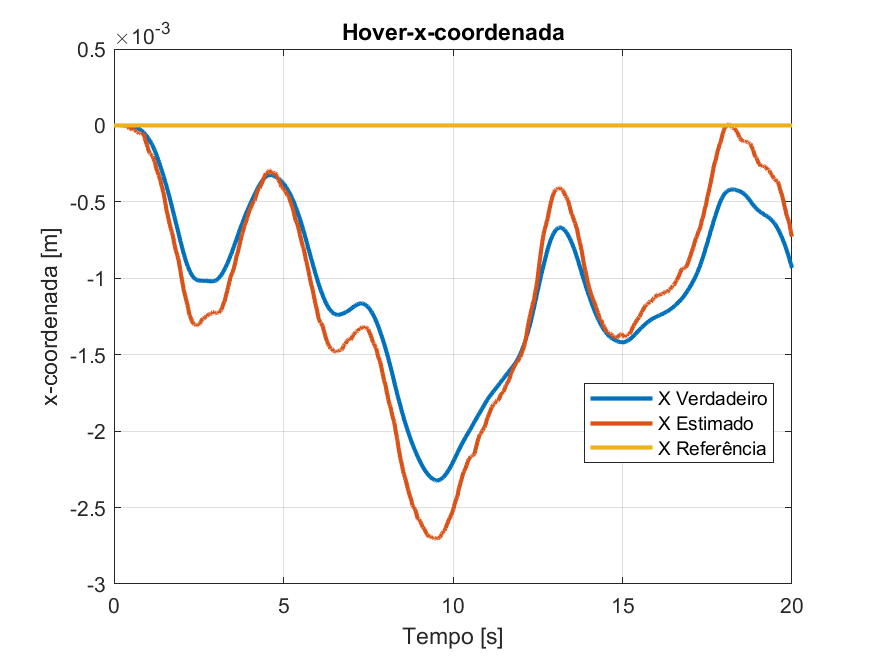 Hover-x-coordenada
×10⁻³
0.5
0
-0.5
-1
-1.5
-2
-2.5
-3
x-coordenada [m]
X Verdadeiro
X Estimado
X Referência
0 5 10 15 20
Tempo [s]